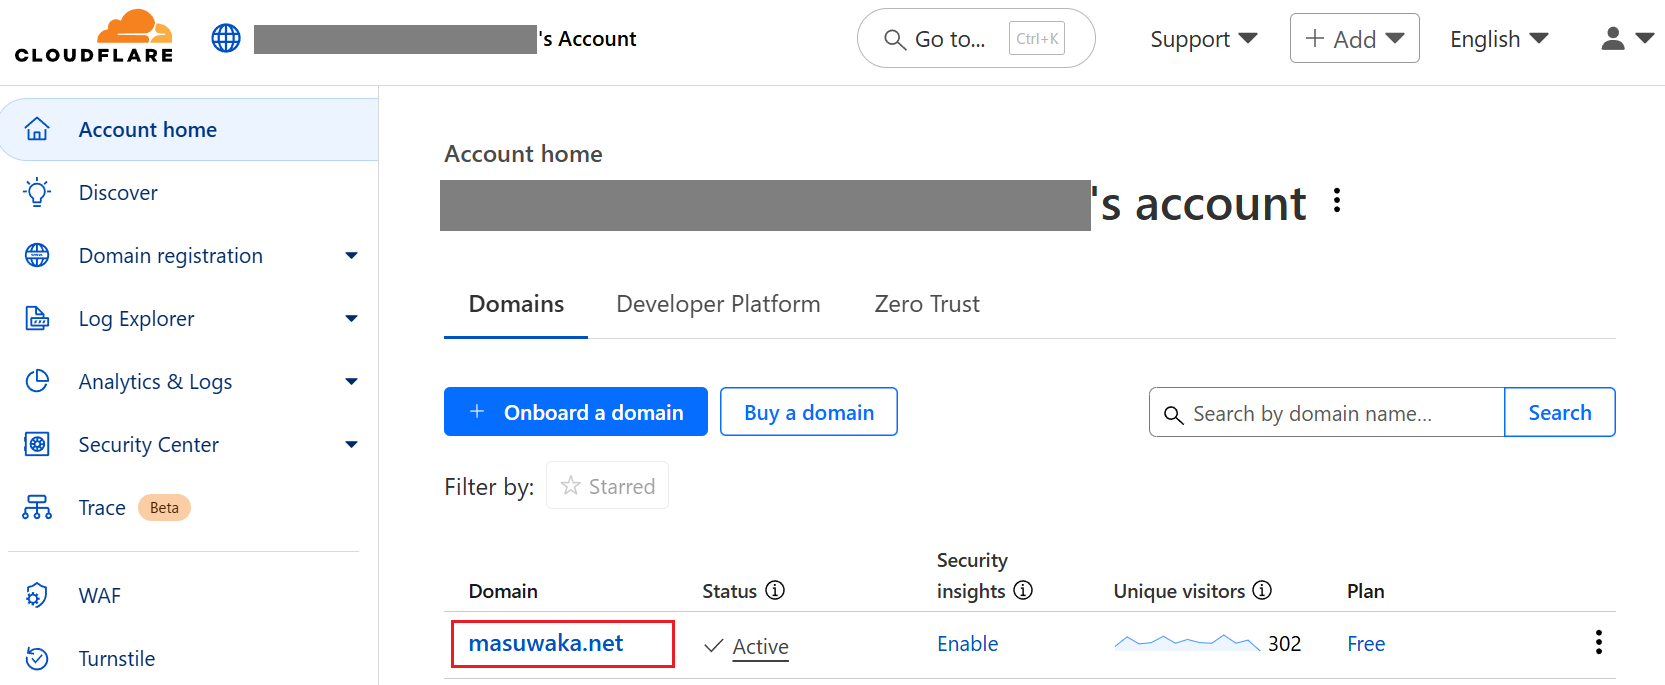 CLOUDFLARE
's Account
Go to... Ctrl+K
Support
+ Add
English
Account home
Discover
Domain registration
Log Explorer
Analytics & Logs
Security Center
Trace Beta
WAF
Turnstile
Account home
's account
Domains Developer Platform Zero Trust
+ Onboard a domain Buy a domain
Search by domain name... Search
Filter by: Starred
Domain Status Security insights Unique visitors Plan
masuwaka.net Active Enable 302 Free